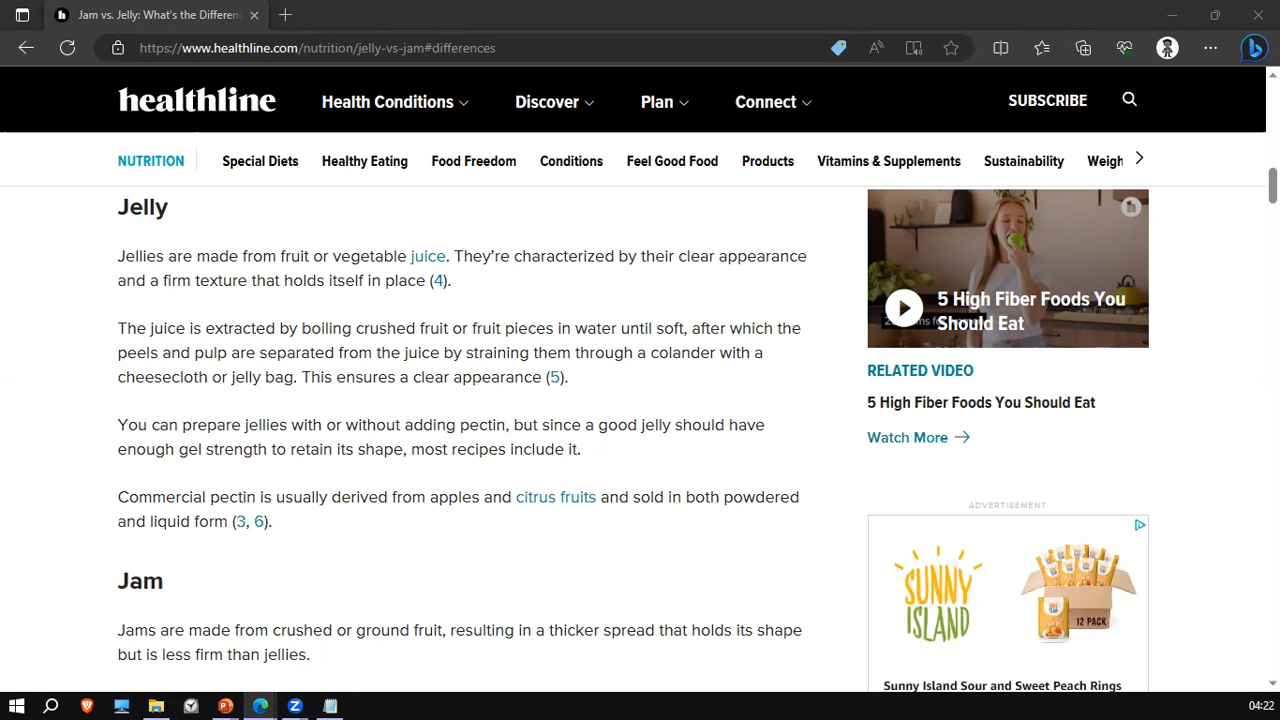 Jam vs. Jelly: What's the Differen
https://www.healthline.com/nutrition/jelly-vs-jam#differences
healthline
Health Conditions
Discover
Plan
Connect
SUBSCRIBE
NUTRITION
Special Diets
Healthy Eating
Food Freedom
Conditions
Feel Good Food
Products
Vitamins & Supplements
Sustainability
Weigh
Jelly
Jellies are made from fruit or vegetable juice. They’re characterized by their clear appearance
and a firm texture that holds itself in place (4).
The juice is extracted by boiling crushed fruit or fruit pieces in water until soft, after which the
peels and pulp are separated from the juice by straining them through a colander with a
cheesecloth or jelly bag. This ensures a clear appearance (5).
You can prepare jellies with or without adding pectin, but since a good jelly should have
enough gel strength to retain its shape, most recipes include it.
Commercial pectin is usually derived from apples and citrus fruits and sold in both powdered
and liquid form (3, 6).
Jam
Jams are made from crushed or ground fruit, resulting in a thicker spread that holds its shape
but is less firm than jellies.
5 High Fiber Foods You
Should Eat
RELATED VIDEO
5 High Fiber Foods You Should Eat
Watch More
ADVERTISEMENT
SUNNY
ISLAND
12 PACK
Sunny Island Sour and Sweet Peach Rings
04:22